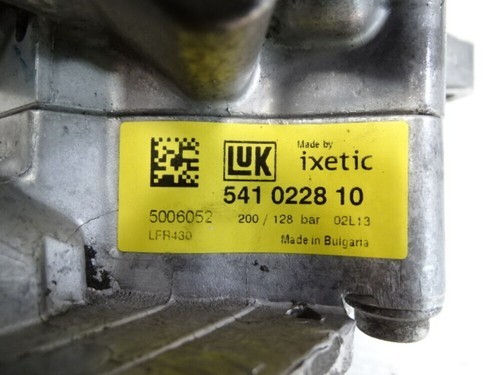 LUK Made by ixetic
541 0228 10
5006052 200 / 128 bar 02L13
LFR430 Made in Bulgaria